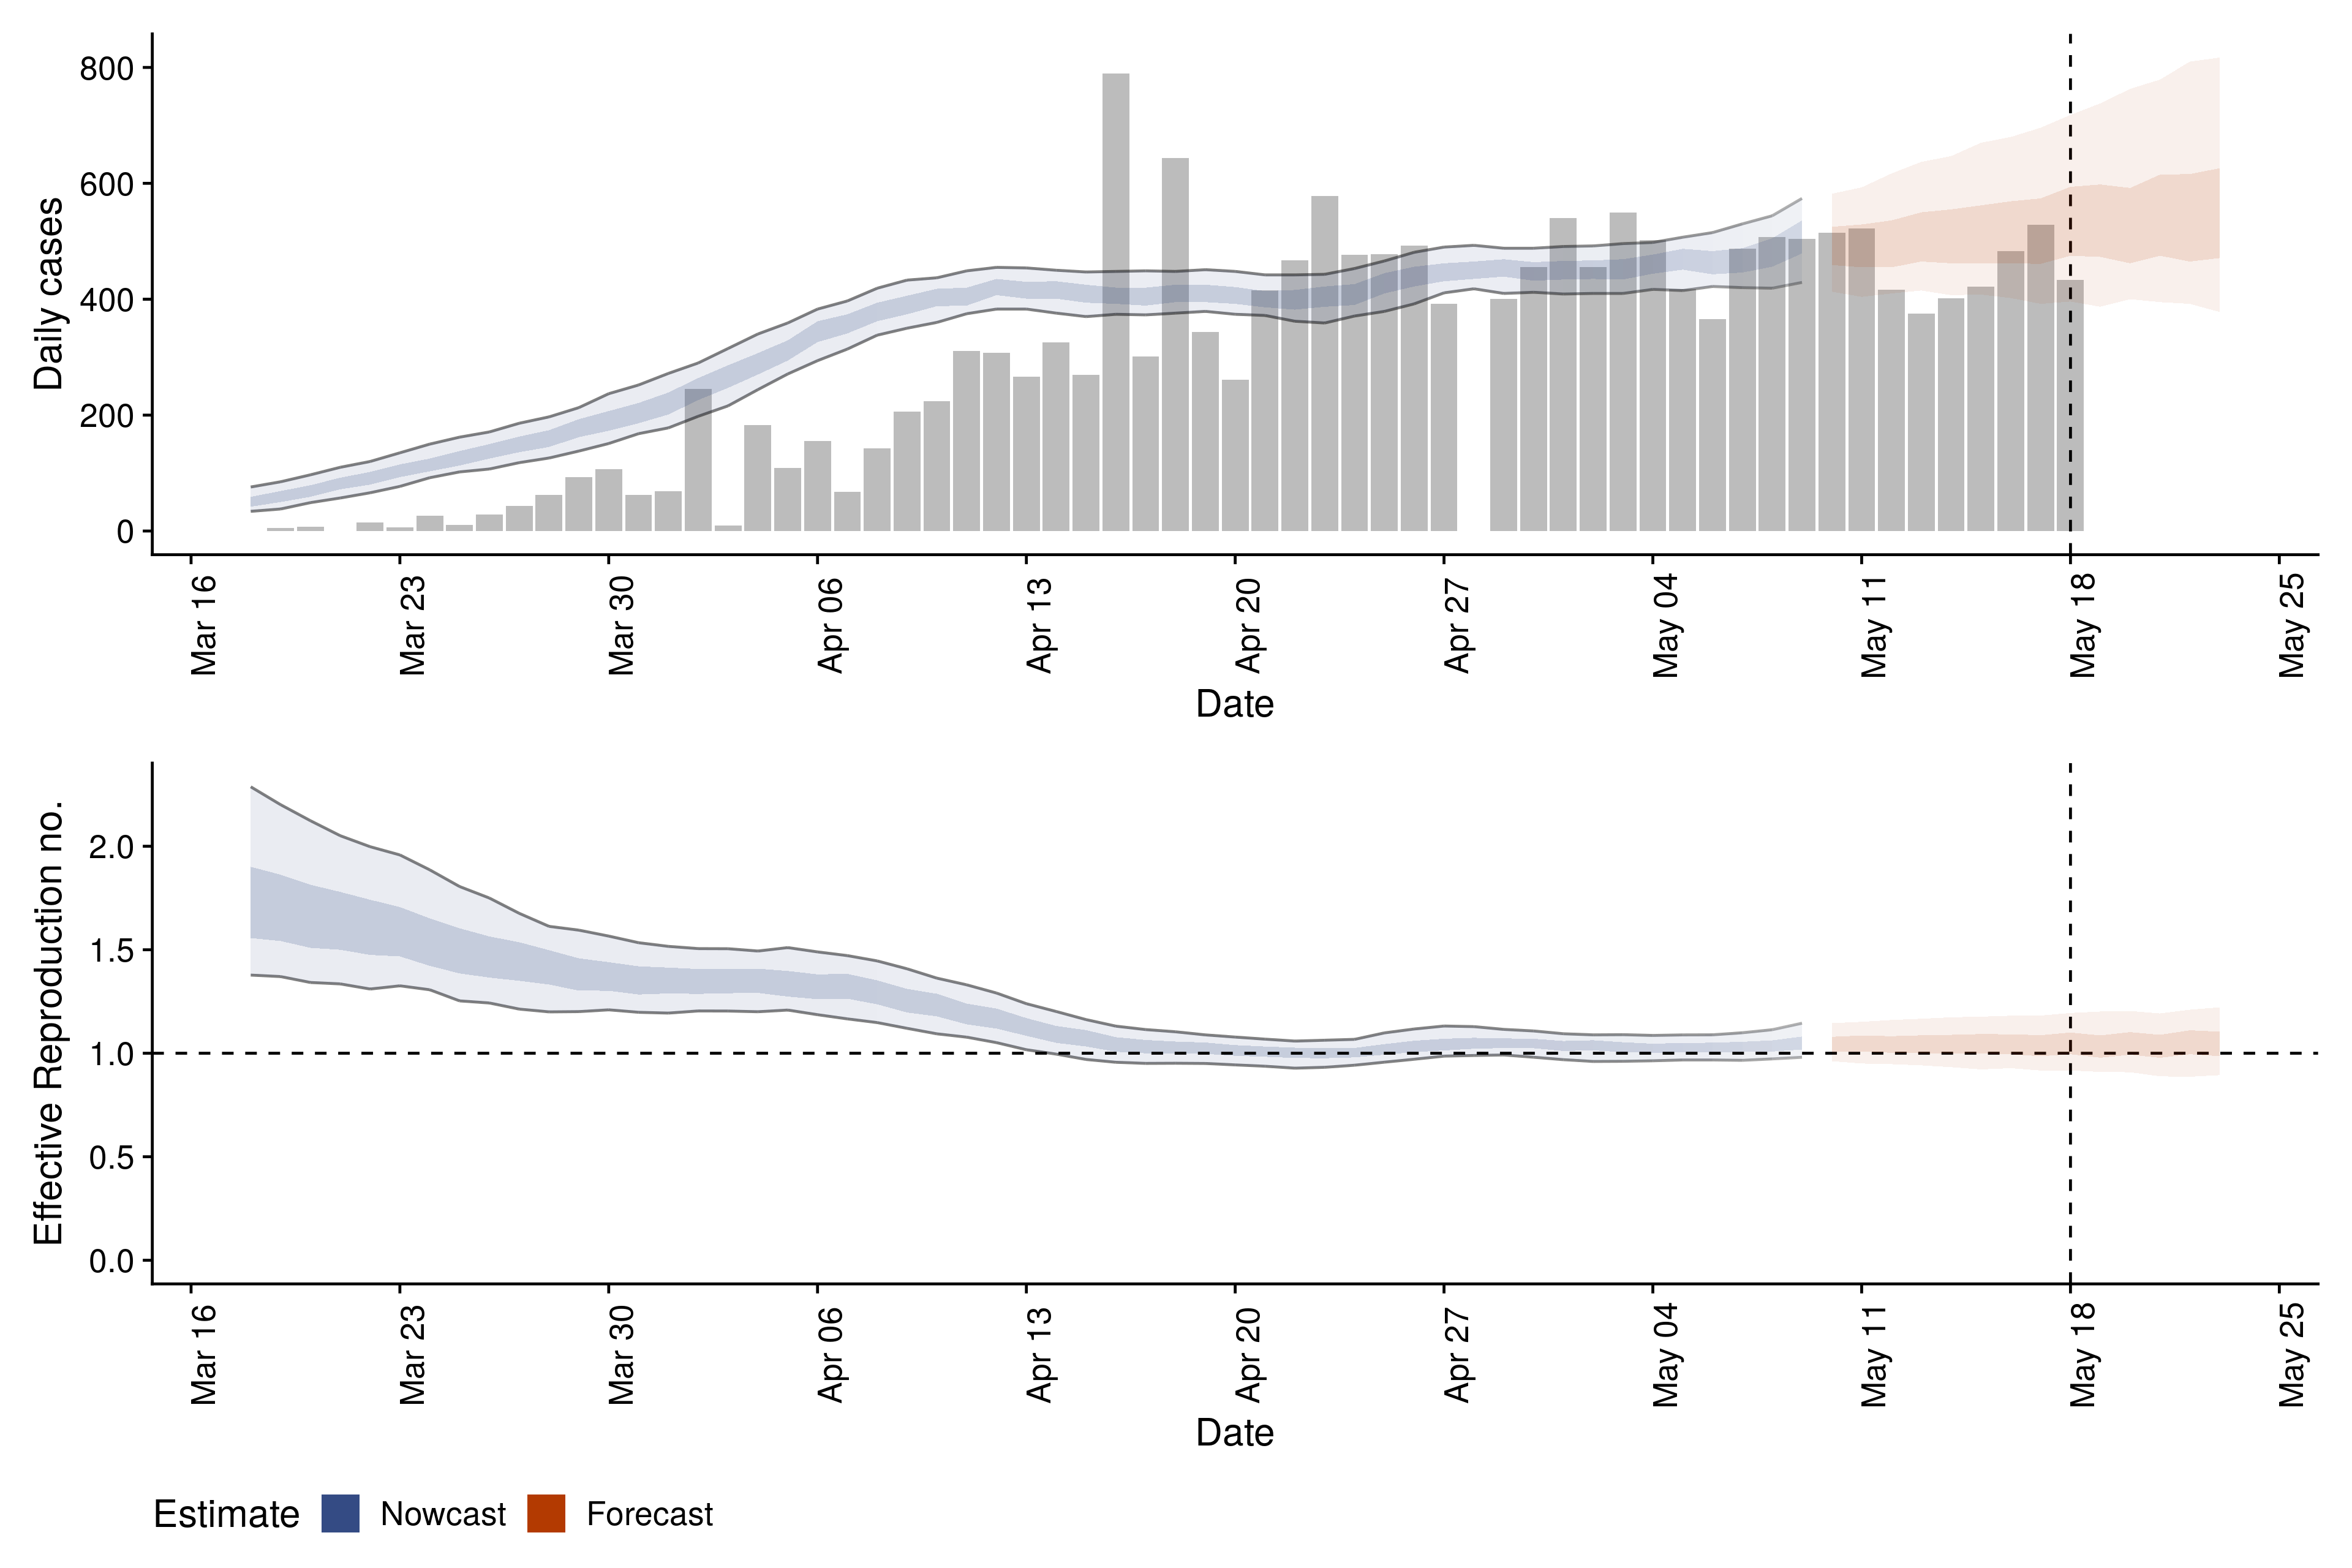 Daily cases
800
600
400
200
0
Mar 16
Mar 23
Mar 30
Apr 06
Apr 13
Apr 20
Apr 27
May 04
May 11
May 18
May 25
Date
Effective Reproduction no.
2.0
1.5
1.0
0.5
0.0
Mar 16
Mar 23
Mar 30
Apr 06
Apr 13
Apr 20
Apr 27
May 04
May 11
May 18
May 25
Date
Estimate Nowcast Forecast